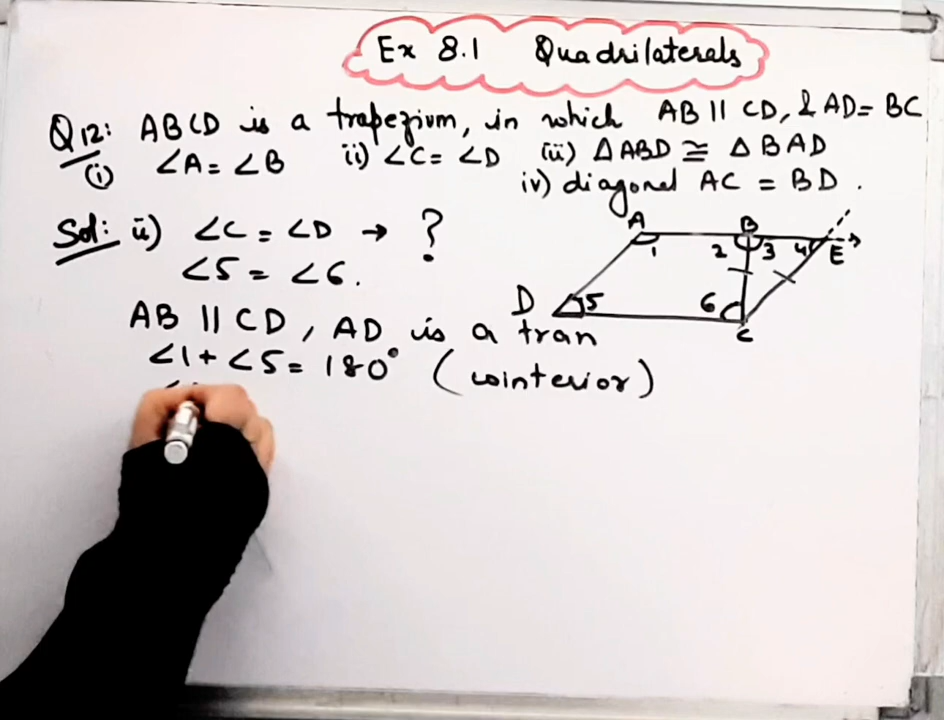 Ex 8.1 Quadrilaterals
Q12: ABCD is a trapezium, in which AB || CD, & AD = BC
(i) ∠A = ∠B ii) ∠C = ∠D (iii) △ABD ≅ △BAD
iv) diagonal AC = BD.
Sol: ii) ∠C = ∠D → ?
∠5 = ∠6.
A B E
1 2 3 4
D 5 6 C
AB || CD, AD is a tran
∠1 + ∠5 = 180° (cointerior)